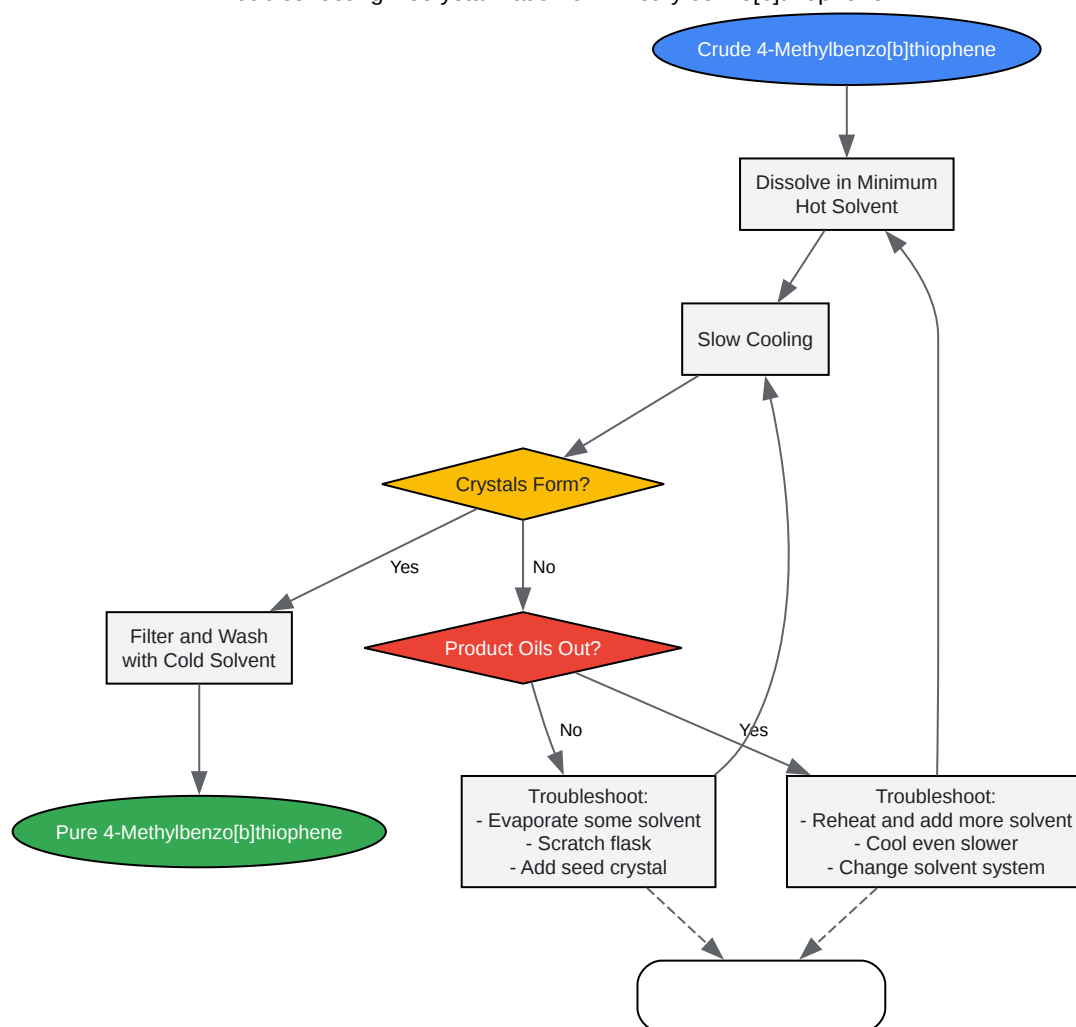 Crude 4-Methylbenzo[b]thiophene
Dissolve in Minimum
Hot Solvent
Slow Cooling
Crystals Form?
Yes
No
Filter and Wash
with Cold Solvent
Product Oils Out?
No
Yes
Pure 4-Methylbenzo[b]thiophene
Troubleshoot:
- Evaporate some solvent
- Scratch flask
- Add seed crystal
Troubleshoot:
- Reheat and add more solvent
- Cool even slower
- Change solvent system